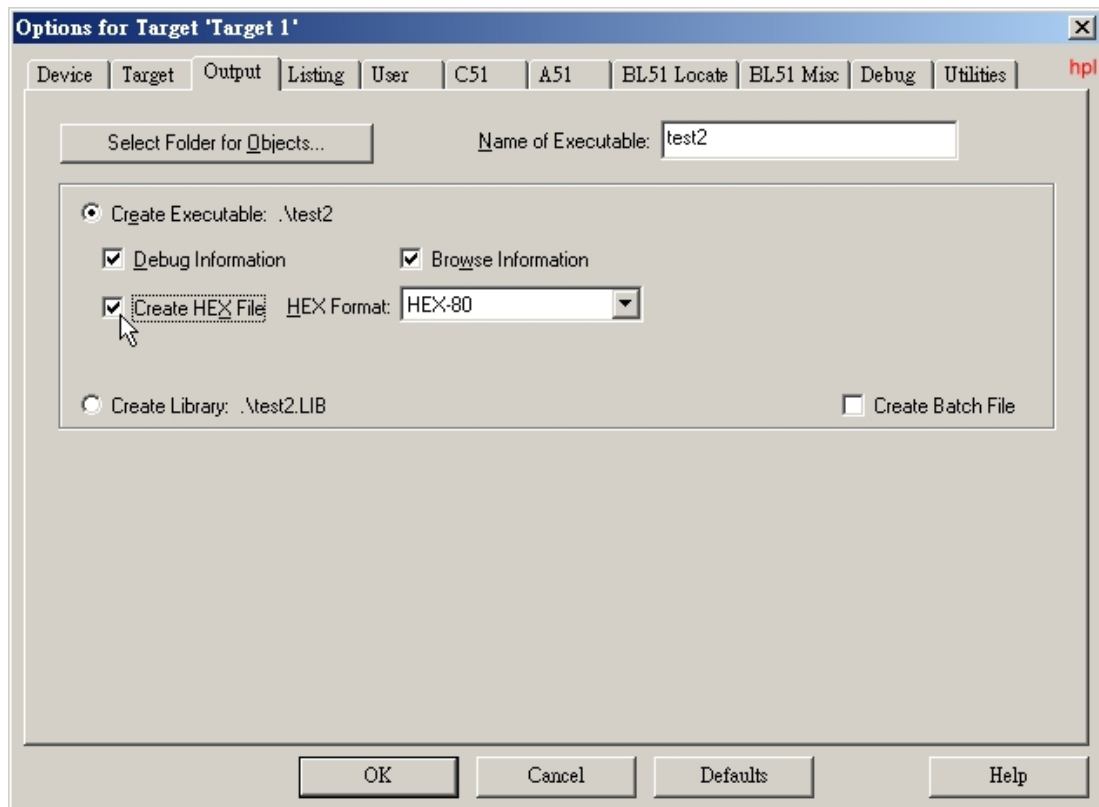 Options for Target 'Target 1'
Device Target Output Listing User C51 A51 BL51 Locate BL51 Misc Debug Utilities
hpl
Select Folder for Objects... Name of Executable: test2
Create Executable: .\test2
Debug Information Browse Information
Create HEX File HEX Format: HEX-80
Create Library: .\test2.LIB Create Batch File
OK Cancel Defaults Help